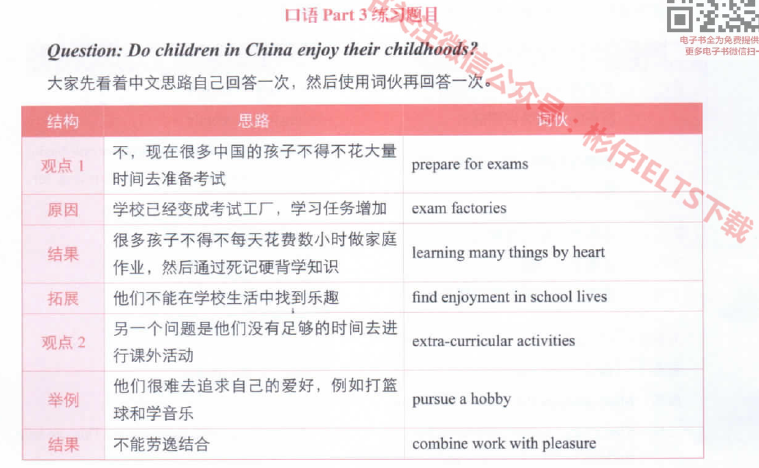 口语 Part 3 练习题目
电子书全为免费提供
更多电子书微信扫一
Question: Do children in China enjoy their childhoods?
大家先看着中文思路自己回答一次，然后使用词伙再回答一次。
关注微信公众号：彬仔IELTS下载
结构 思路 词伙
观点 1 不，现在很多中国的孩子不得不花大量
时间去准备考试 prepare for exams
原因 学校已经变成考试工厂，学习任务增加 exam factories
结果 很多孩子不得不每天花费数小时做家庭
作业，然后通过死记硬背学知识 learning many things by heart
拓展 他们不能在学校生活中找到乐趣 find enjoyment in school lives
观点 2 另一个问题是他们没有足够的时间去进
行课外活动 extra-curricular activities
举例 他们很难去追求自己的爱好，例如打篮
球和学音乐 pursue a hobby
结果 不能劳逸结合 combine work with pleasure